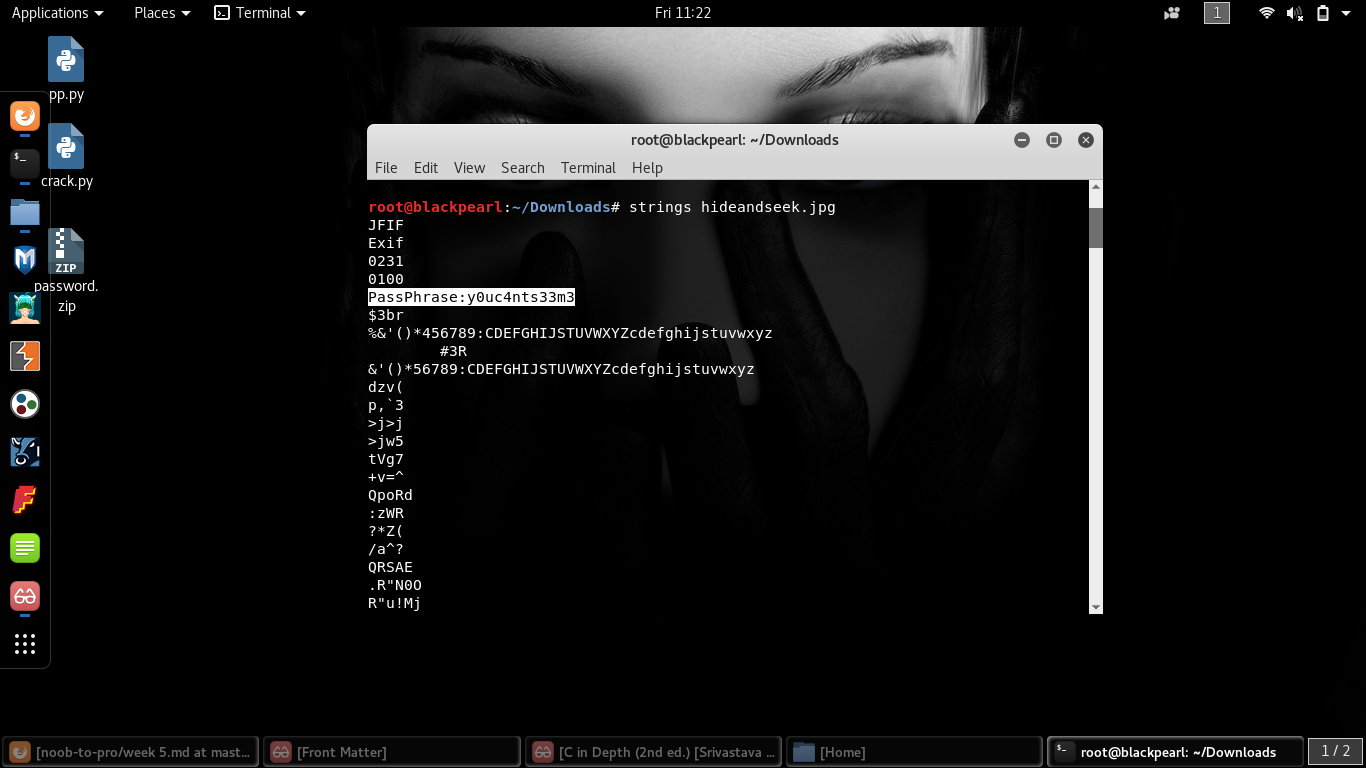 Applications Places Terminal Fri 11:22 1
pp.py
crack.py
ZIP
password.
zip
root@blackpearl: ~/Downloads
File Edit View Search Terminal Help
root@blackpearl:~/Downloads# strings hideandseek.jpg
JFIF
Exif
0231
0100
PassPhrase:y0uc4nts33m3
$3br
%&'()*456789:CDEFGHIJSTUVWXYZcdefghijstuvwxyz
#3R
&'()*56789:CDEFGHIJSTUVWXYZcdefghijstuvwxyz
dzv(
p,`3
>j>j
>jw5
tVg7
+v=^
QpoRd
:zWR
?*Z(
/a^?
QRSAE
.R"N0O
R"u!Mj
[noob-to-pro/week 5.md at mast... [Front Matter] [C in Depth (2nd ed.) [Srivastava ... [Home] root@blackpearl: ~/Downloads 1 / 2